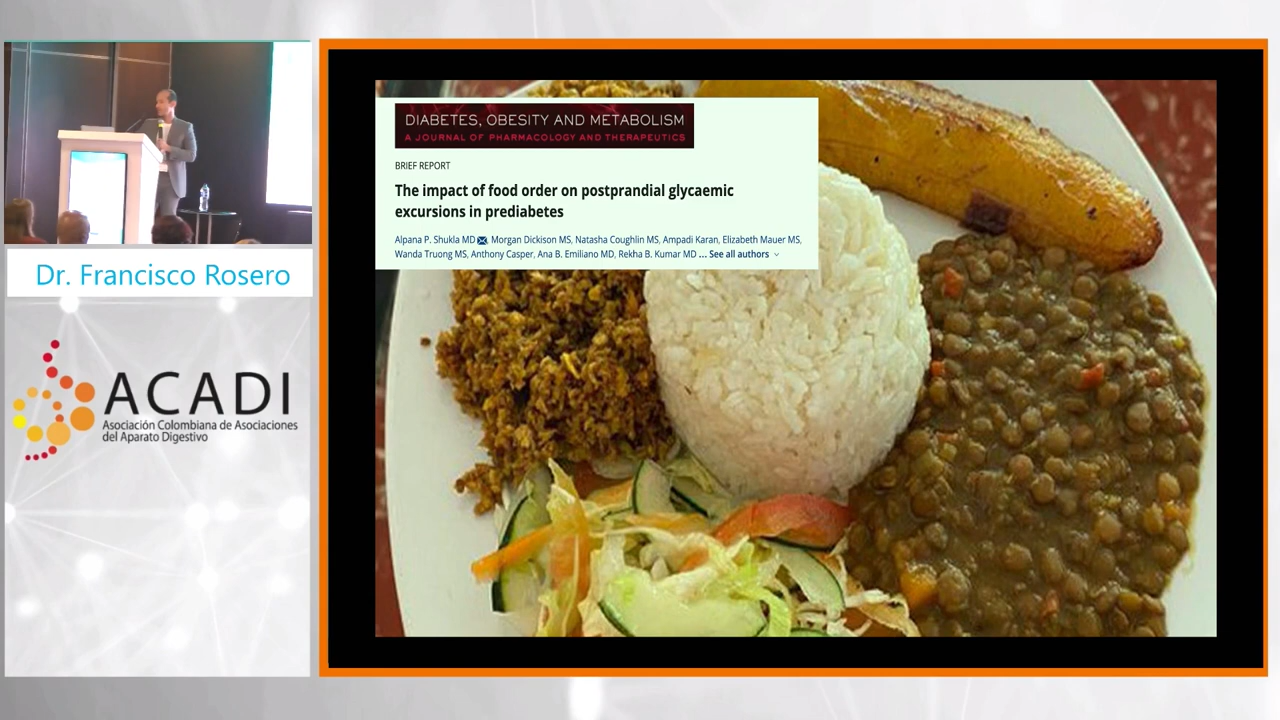 Dr. Francisco Rosero
ACADI
Asociación Colombiana de Asociaciones
del Aparato Digestivo
DIABETES, OBESITY AND METABOLISM
A JOURNAL OF PHARMACOLOGY AND THERAPEUTICS
BRIEF REPORT
The impact of food order on postprandial glycaemic
excursions in prediabetes
Alpana P. Shukla MD, Morgan Dickison MS, Natasha Coughlin MS, Ampadi Karan, Elizabeth Mauer MS,
Wanda Truong MS, Anthony Casper, Ana B. Emiliano MD, Rekha B. Kumar MD ... See all authors